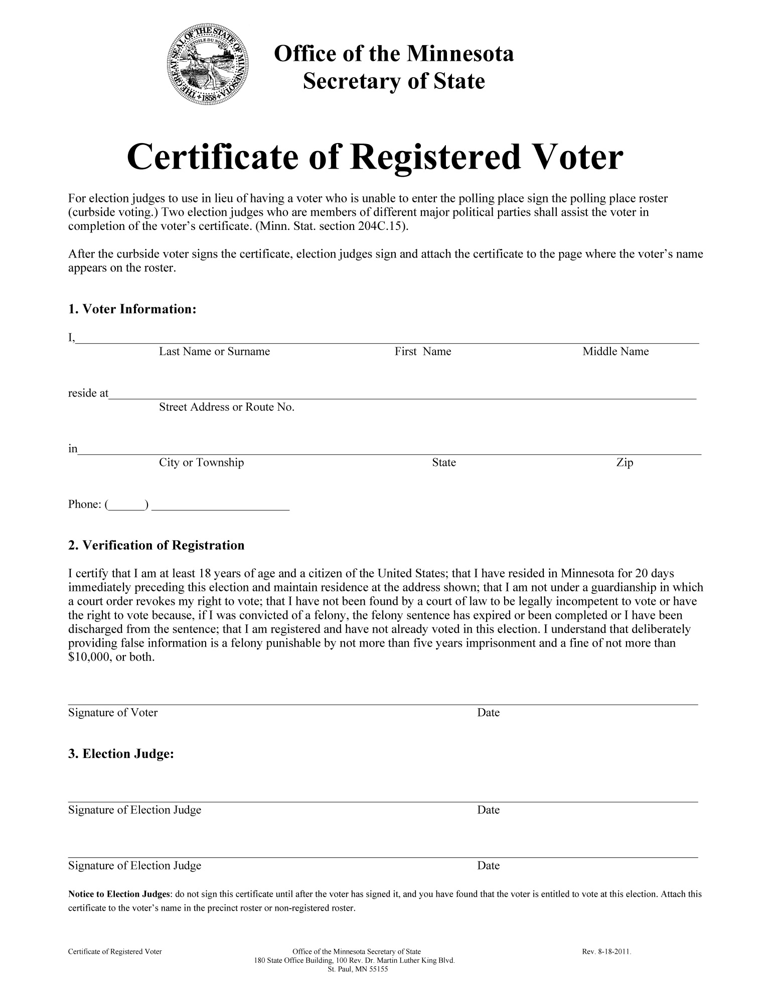 THE GREAT SEAL OF THE STATE OF MINNESOTA
L'ETOILE DU NORD
1858
Office of the Minnesota
Secretary of State
Certificate of Registered Voter
For election judges to use in lieu of having a voter who is unable to enter the polling place sign the polling place roster
(curbside voting.) Two election judges who are members of different major political parties shall assist the voter in
completion of the voter’s certificate. (Minn. Stat. section 204C.15).
After the curbside voter signs the certificate, election judges sign and attach the certificate to the page where the voter’s name
appears on the roster.
1. Voter Information:
I,
Last Name or Surname First Name Middle Name
reside at
Street Address or Route No.
in
City or Township State Zip
Phone: (______) ______________________
2. Verification of Registration
I certify that I am at least 18 years of age and a citizen of the United States; that I have resided in Minnesota for 20 days
immediately preceding this election and maintain residence at the address shown; that I am not under a guardianship in which
a court order revokes my right to vote; that I have not been found by a court of law to be legally incompetent to vote or have
the right to vote because, if I was convicted of a felony, the felony sentence has expired or been completed or I have been
discharged from the sentence; that I am registered and have not already voted in this election. I understand that deliberately
providing false information is a felony punishable by not more than five years imprisonment and a fine of not more than
$10,000, or both.
Signature of Voter Date
3. Election Judge:
Signature of Election Judge Date
Signature of Election Judge Date
Notice to Election Judges: do not sign this certificate until after the voter has signed it, and you have found that the voter is entitled to vote at this election. Attach this
certificate to the voter’s name in the precinct roster or non-registered roster.
Certificate of Registered Voter Office of the Minnesota Secretary of State Rev. 8-18-2011.
180 State Office Building, 100 Rev. Dr. Martin Luther King Blvd.
St. Paul, MN 55155